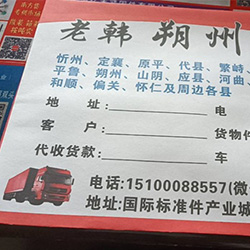 老韩 朔州
忻州、定襄、原平、代县、繁峙、
平鲁、朔州、山阴、应县、河曲
和顺、偏关、怀仁及周边各县
地 址：
电
客 户：
货物件
代收货款：
车
电话:15100088557(微
地址:国际标准件产业城